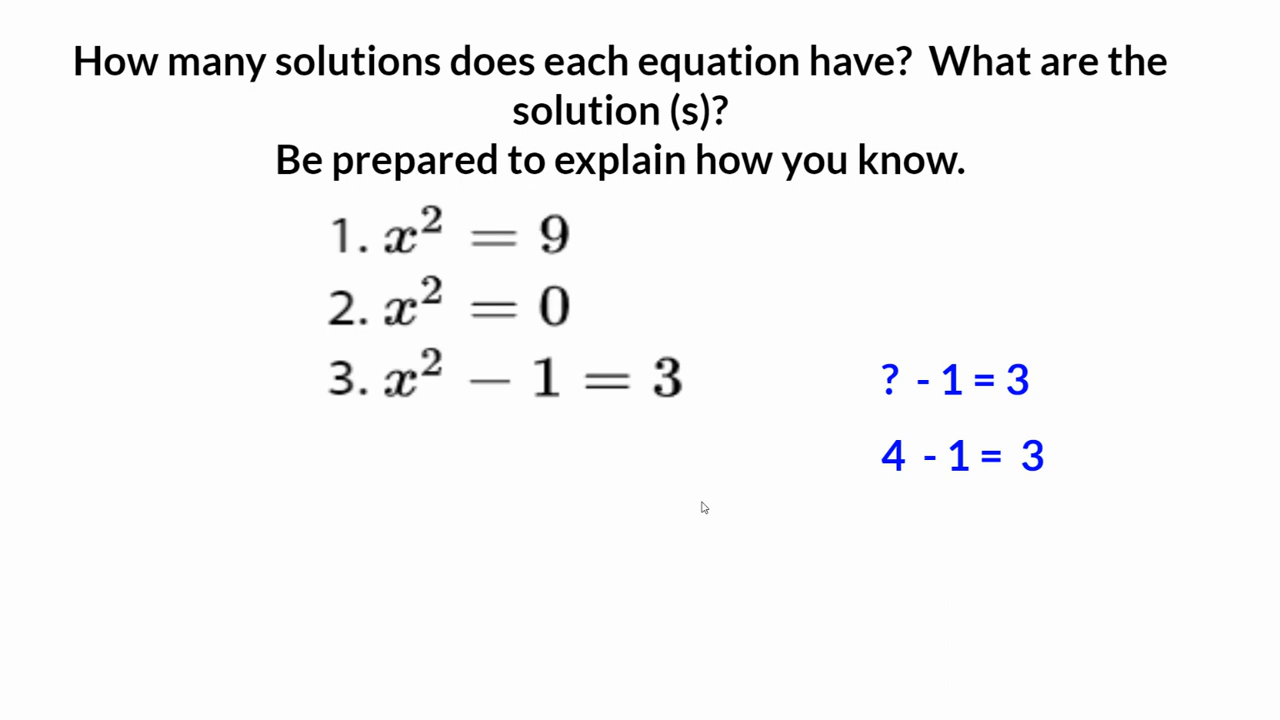 How many solutions does each equation have? What are the
solution (s)?
Be prepared to explain how you know.
1. x² = 9
2. x² = 0
3. x² − 1 = 3
? - 1 = 3
4 - 1 = 3